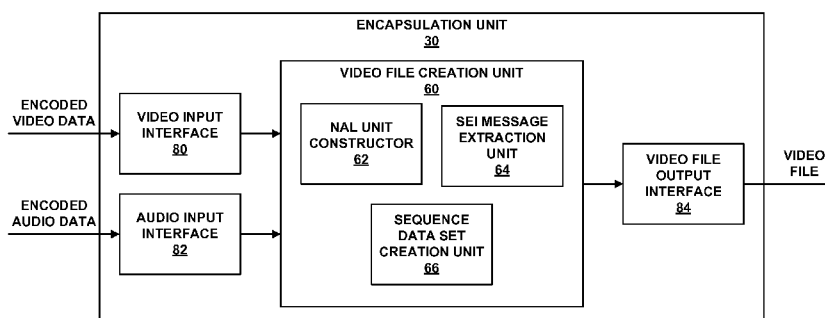 ENCAPSULATION UNIT
30
VIDEO FILE CREATION UNIT
60
ENCODED
VIDEO DATA
VIDEO INPUT
INTERFACE
80
NAL UNIT
CONSTRUCTOR
62
SEI MESSAGE
EXTRACTION
UNIT
64
ENCODED
AUDIO DATA
AUDIO INPUT
INTERFACE
82
SEQUENCE
DATA SET
CREATION UNIT
66
VIDEO FILE
OUTPUT
INTERFACE
84
VIDEO
FILE